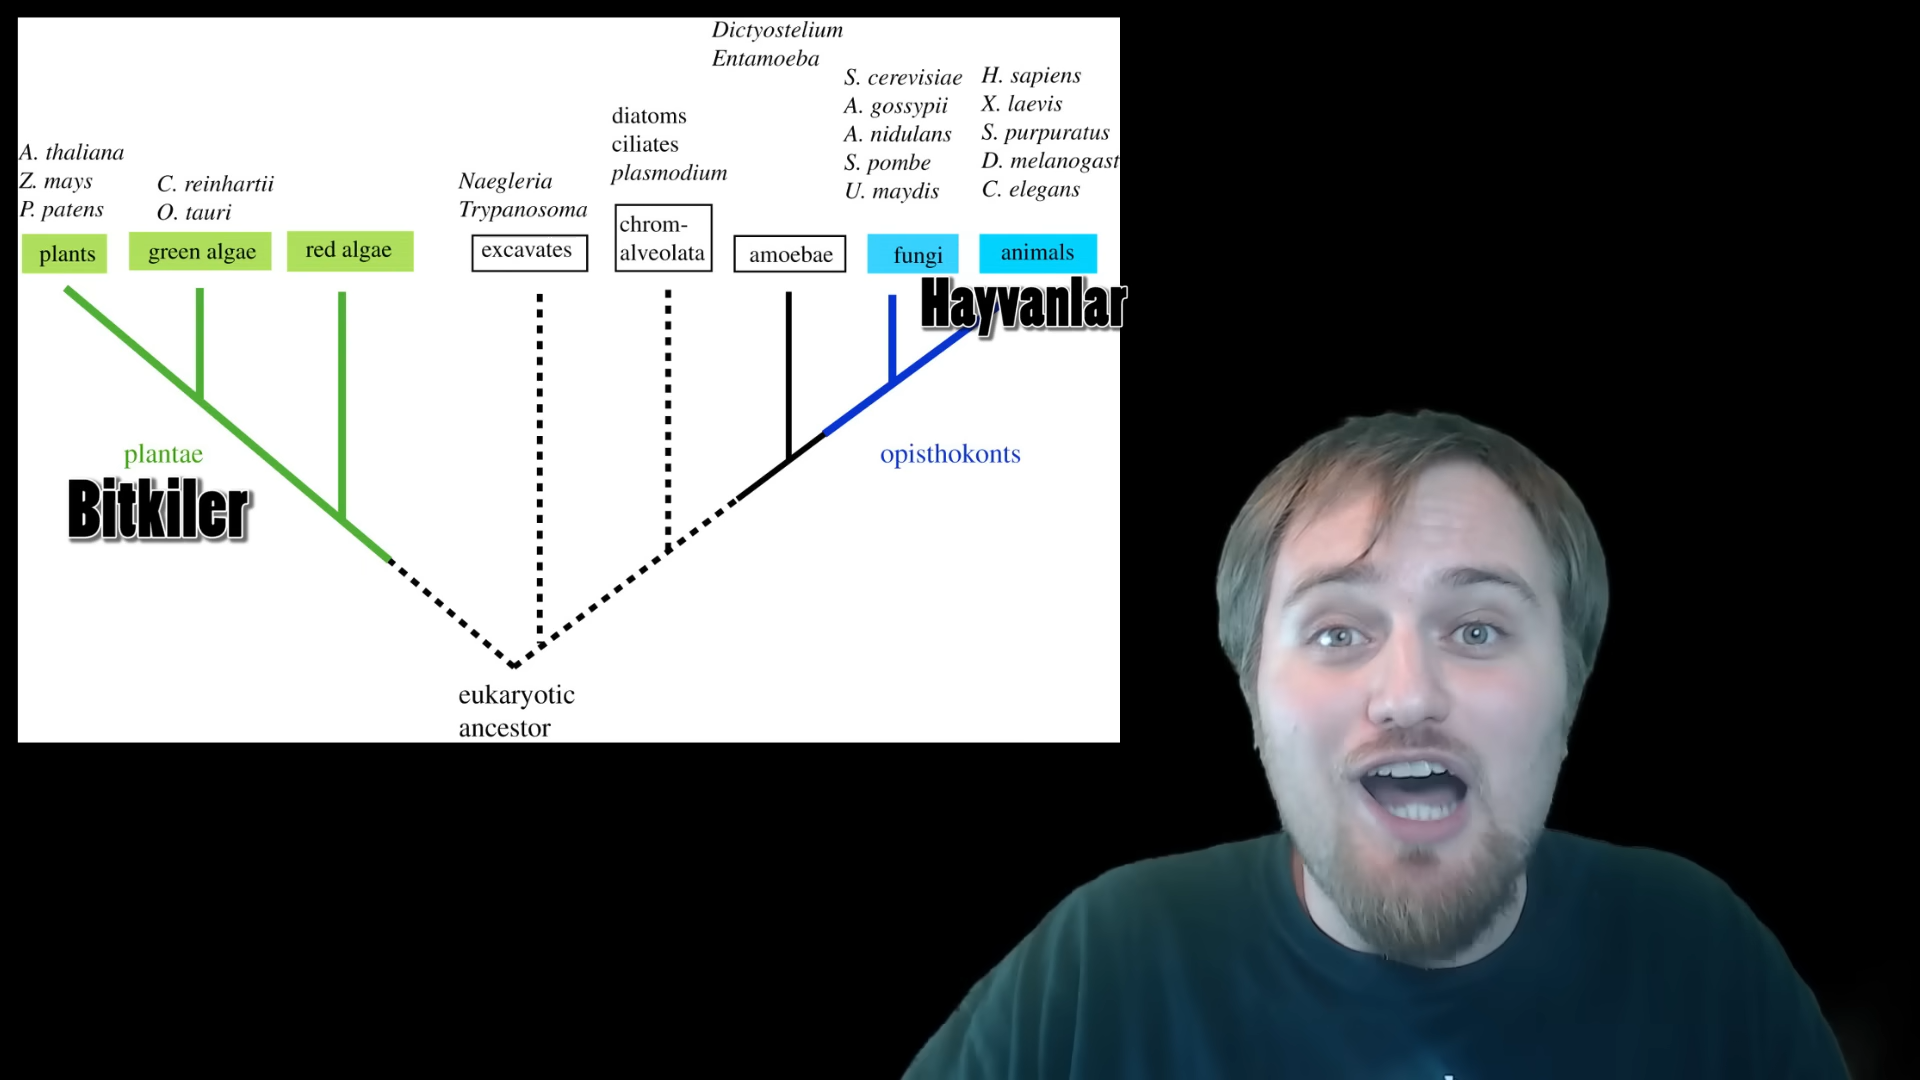 Dictyostelium
Entamoeba
S. cerevisiae
A. gossypii
A. nidulans
S. pombe
U. maydis
H. sapiens
X. laevis
S. purpuratus
D. melanogast
C. elegans
diatoms
ciliates
plasmodium
A. thaliana
Z. mays
P. patens
C. reinhartii
O. tauri
Naegleria
Trypanosoma
plants
green algae
red algae
excavates
chrom-
alveolata
amoebae
fungi
animals
Hayvanlar
plantae
opisthokonts
Bitkiler
eukaryotic
ancestor